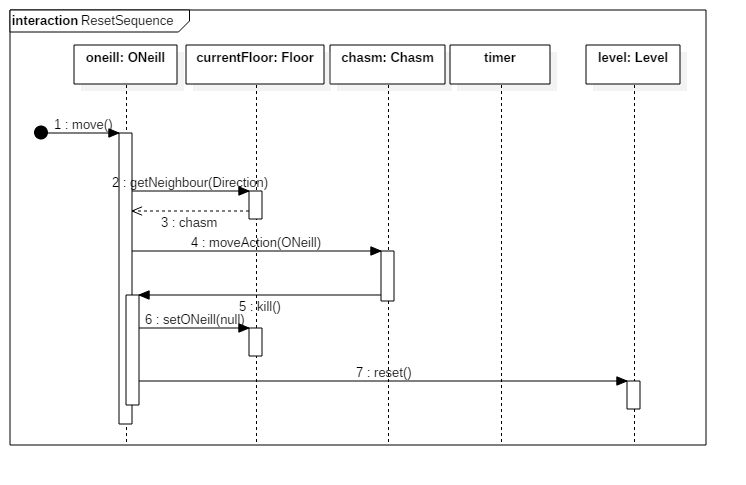 interaction ResetSequence
oneill: ONeill
currentFloor: Floor
chasm: Chasm
timer
level: Level
1 : move()
2 : getNeighbour(Direction)
3 : chasm
4 : moveAction(ONeill)
5 : kill()
6 : setONeill(null)
7 : reset()